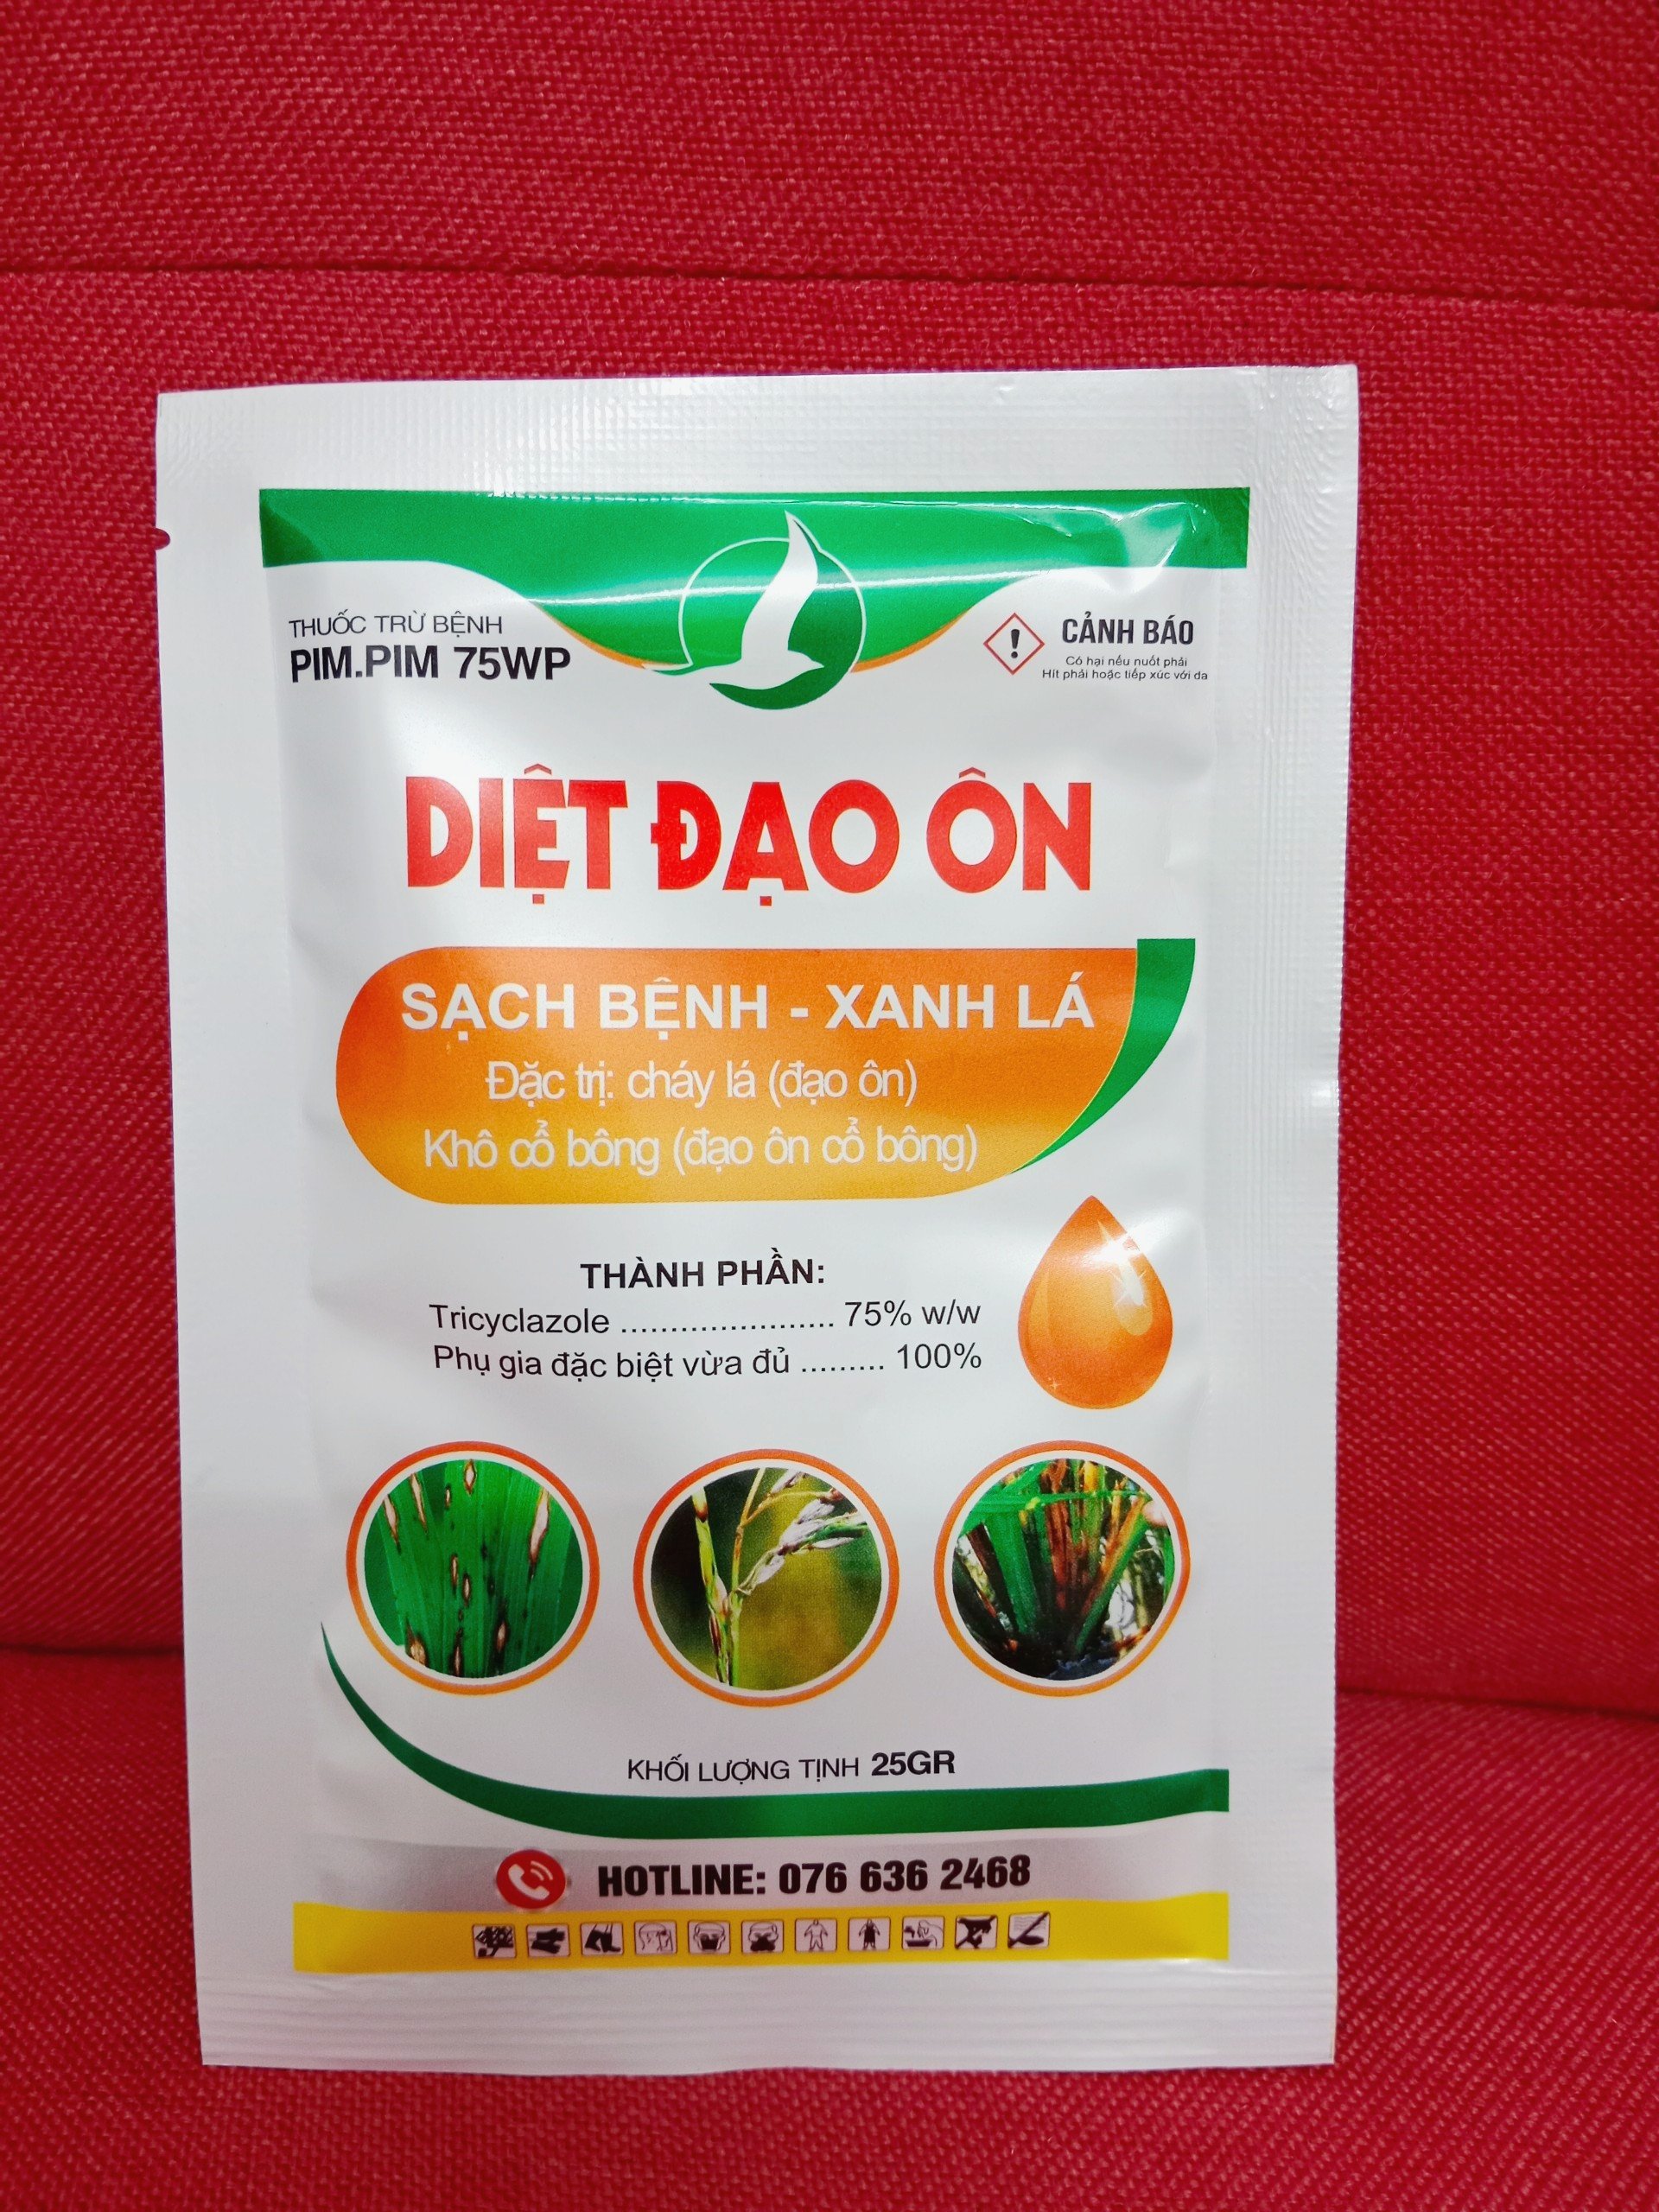 THUỐC TRỪ BỆNH
PIM.PIM 75WP
CẢNH BÁO
Có hại nếu nuốt phải
Hít phải hoặc tiếp xúc với da
DIỆT ĐẠO ÔN
SẠCH BỆNH - XANH LÁ
Đặc trị: cháy lá (đạo ôn)
Khô cổ bông (đạo ôn cổ bông)
THÀNH PHẦN:
Tricyclazole ...................... 75% w/w
Phụ gia đặc biệt vừa đủ ......... 100%
KHỐI LƯỢNG TỊNH 25GR
HOTLINE: 076 636 2468